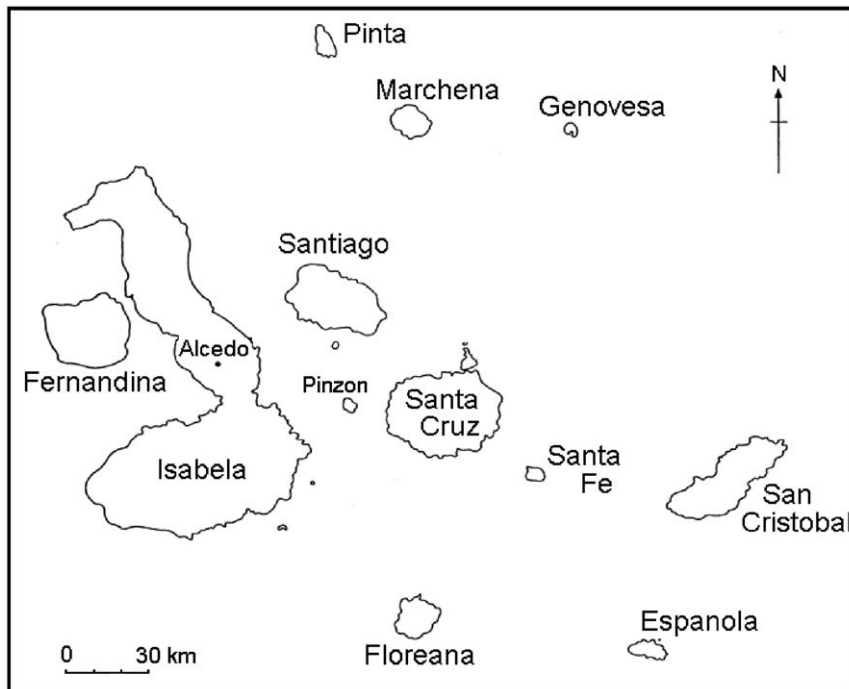 Pinta
Marchena
Genovesa
N
Santiago
Alcedo
Fernandina
Pinzon
Santa
Cruz
Isabela
Santa
Fe
San
Cristobal
Floreana
Espanola
0 30 km